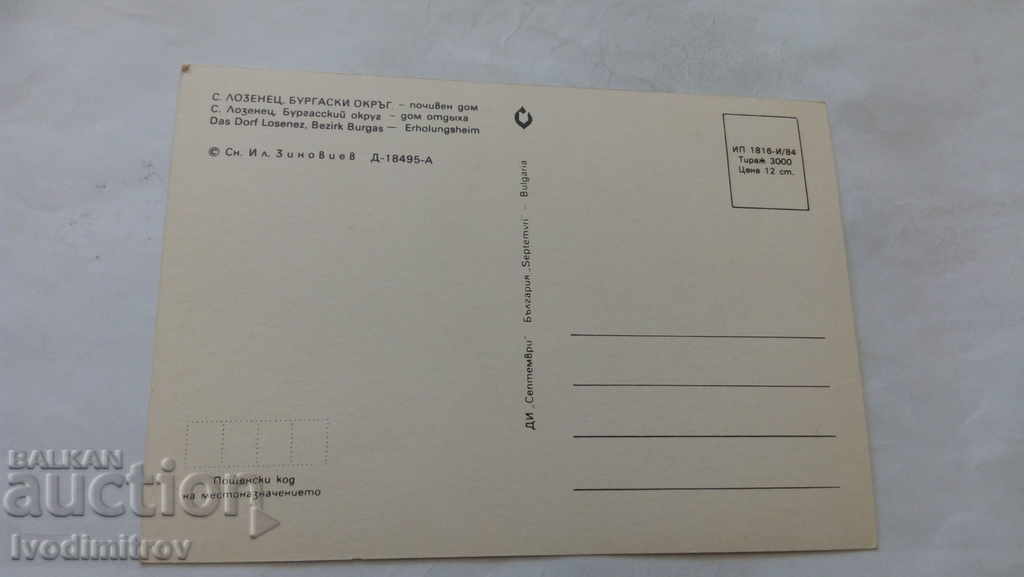 С. ЛОЗЕНЕЦ, БУРГАСКИ ОКРЪГ – почивен дом
С. Лозенец, Бургасский округ – дом отдыха
Das Dorf Losenez, Bezirk Burgas — Erholungsheim
© Сн. Ил. Зиновиев Д-18495-А
ДИ „Септември" България „Septemvri" - Bulgaria
ИП 1816-И/84
Тираж 3000
Цена 12 ст.
Пощенски код
на местоназначението
BALKAN
auction
Ivodimitrov